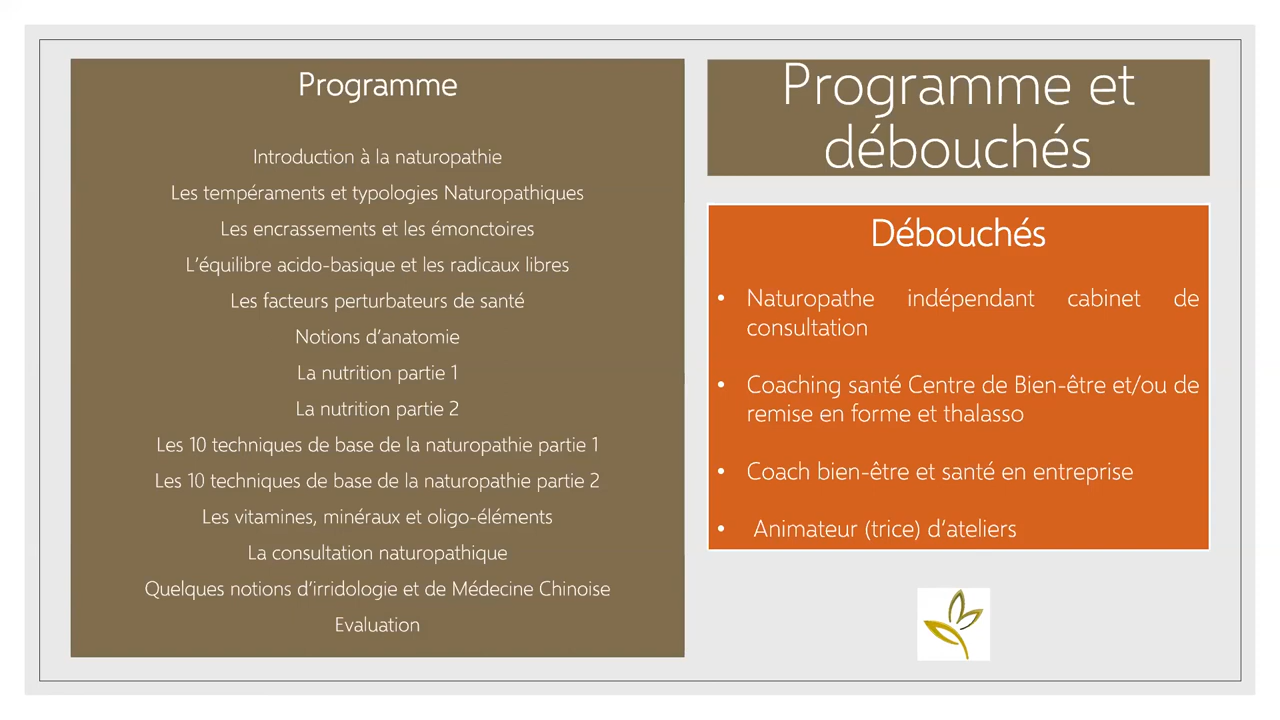 Programme
Introduction à la naturopathie
Les tempéraments et typologies Naturopathiques
Les encrassements et les émonctoires
L'équilibre acido-basique et les radicaux libres
Les facteurs perturbateurs de santé
Notions d'anatomie
La nutrition partie 1
La nutrition partie 2
Les 10 techniques de base de la naturopathie partie 1
Les 10 techniques de base de la naturopathie partie 2
Les vitamines, minéraux et oligo-éléments
La consultation naturopathique
Quelques notions d'irridologie et de Médecine Chinoise
Evaluation
Programme et
débouchés
Débouchés
• Naturopathe indépendant cabinet de
consultation
• Coaching santé Centre de Bien-être et/ou de
remise en forme et thalasso
• Coach bien-être et santé en entreprise
• Animateur (trice) d'ateliers